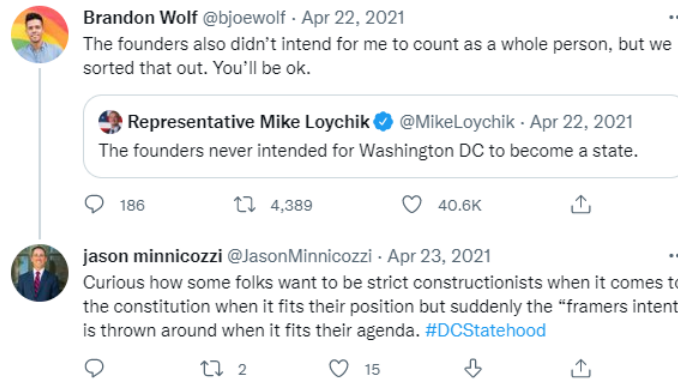 Brandon Wolf @bjoewolf · Apr 22, 2021
The founders also didn't intend for me to count as a whole person, but we
sorted that out. You'll be ok.
Representative Mike Loychik @MikeLoychik · Apr 22, 2021
The founders never intended for Washington DC to become a state.
186 4,389 40.6K
jason minnicozzi @JasonMinnicozzi · Apr 23, 2021
Curious how some folks want to be strict constructionists when it comes to
the constitution when it fits their position but suddenly the “framers intent
is thrown around when it fits their agenda. #DCStatehood
2 15